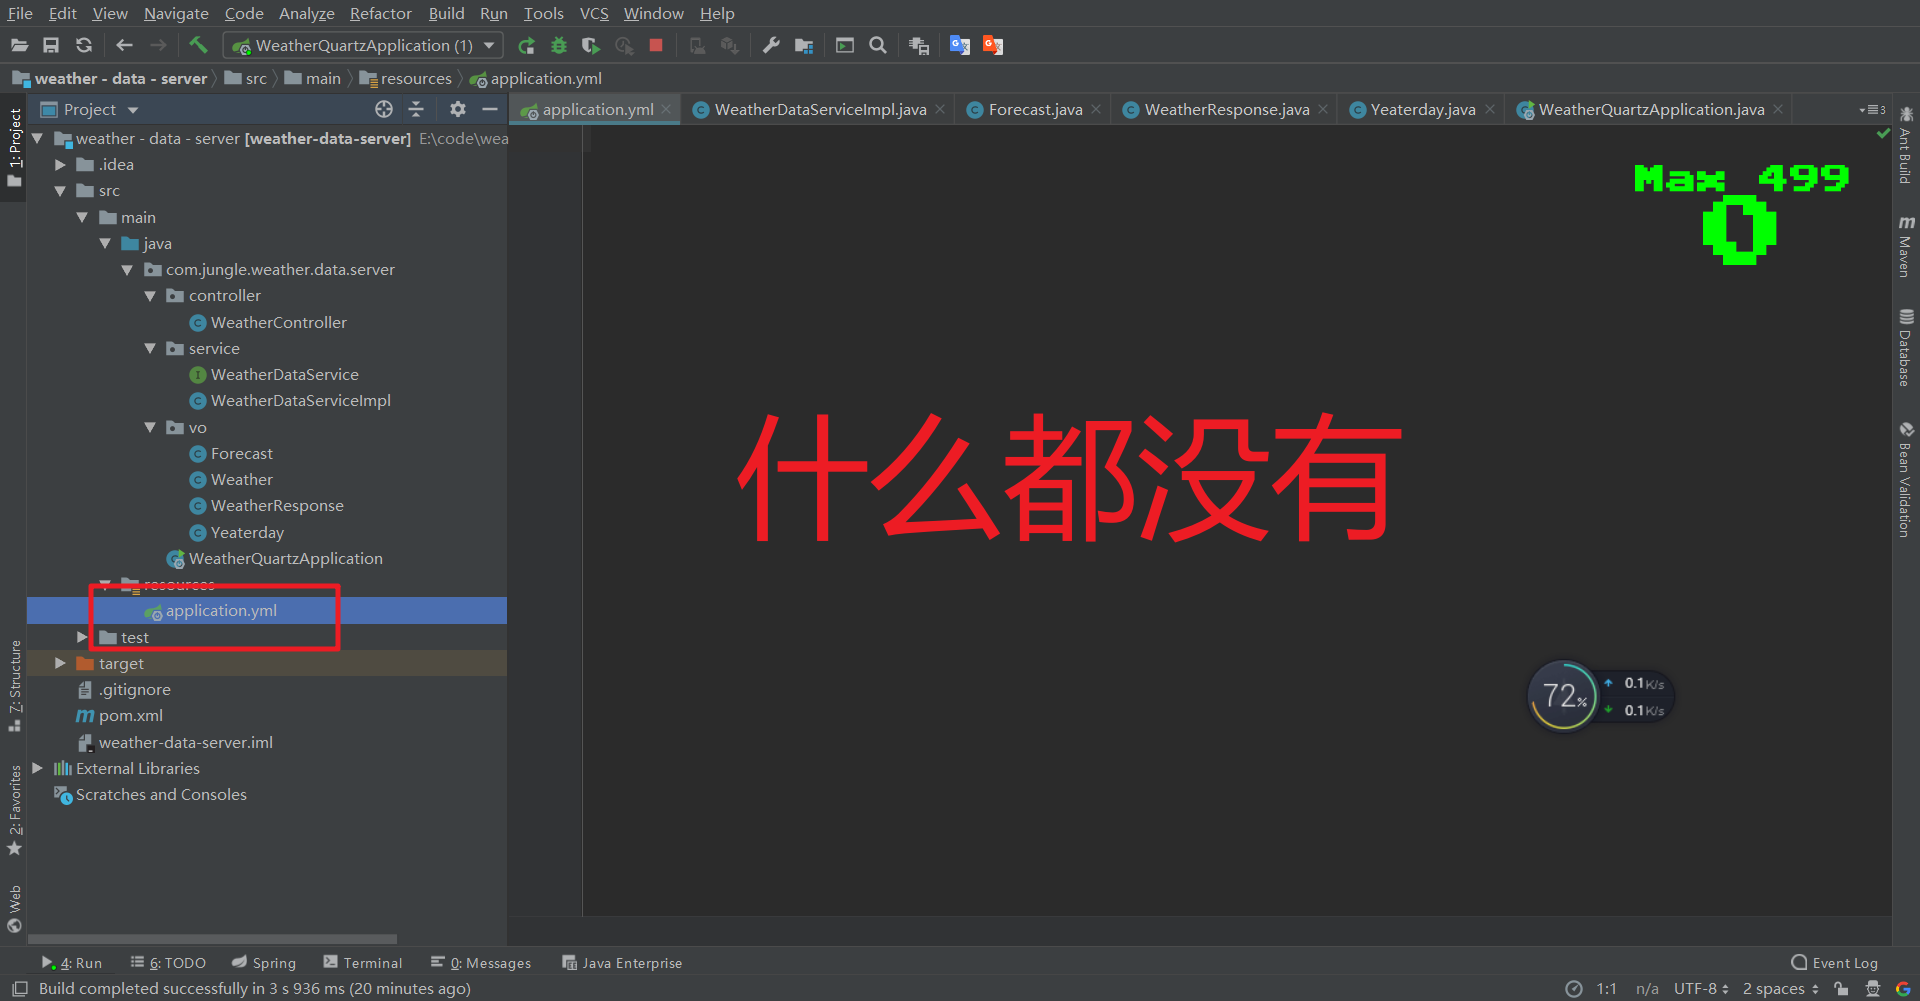 File Edit View Navigate Code Analyze Refactor Build Run Tools VCS Window Help
WeatherQuartzApplication (1)
weather - data - server src main resources application.yml
Project
application.yml WeatherDataServiceImpl.java Forecast.java WeatherResponse.java Yeaterday.java WeatherQuartzApplication.java 3
1: Project
7: Structure
2: Favorites
Web
weather - data - server [weather-data-server] E:\code\wea
.idea
src
main
java
com.jungle.weather.data.server
controller
WeatherController
service
WeatherDataService
WeatherDataServiceImpl
vo
Forecast
Weather
WeatherResponse
Yeaterday
WeatherQuartzApplication
resources
application.yml
test
target
.gitignore
pom.xml
weather-data-server.iml
External Libraries
Scratches and Consoles
Max 499
0
什么都没有
72%
0.1K/s
0.1K/s
Ant Build
Maven
Database
Bean Validation
4: Run 6: TODO Spring Terminal 0: Messages Java Enterprise Event Log
Build completed successfully in 3 s 936 ms (20 minutes ago) 1:1 n/a UTF-8 2 spaces